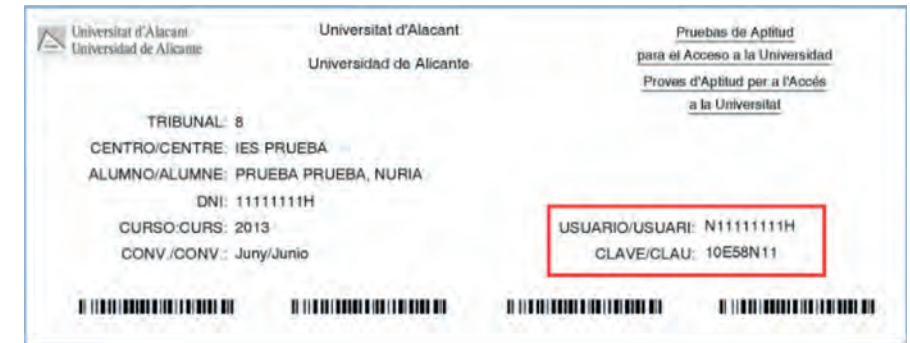 Universitat d'Alacant
Universidad de Alicante
Universitat d'Alacant
Universidad de Alicante
Pruebas de Aptitud
para el Acceso a la Universidad
Proves d'Aptitud per a l'Accés
a la Universitat
TRIBUNAL: 8
CENTRO/CENTRE: IES PRUEBA
ALUMNO/ALUMNE: PRUEBA PRUEBA, NURIA
DNI: 11111111H
CURSO:CURS: 2013
CONV./CONV.: Juny/Junio
USUARIO/USUARI: N11111111H
CLAVE/CLAU: 10E58N11